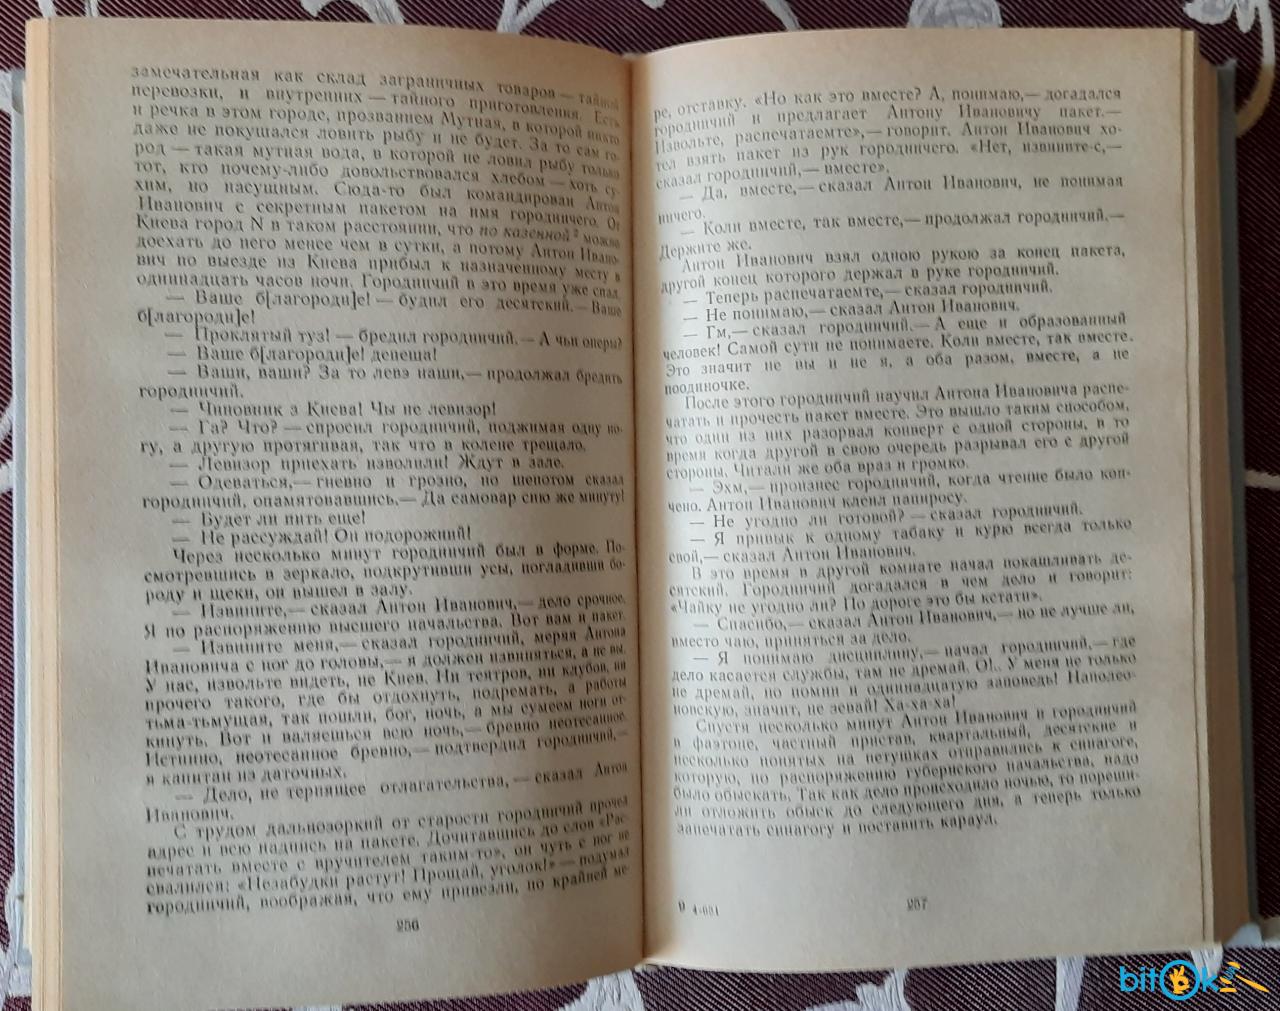 замечательная как склад заграничных товаров — тайной
перевозки, и внутренних — тайного приготовления. Есть
и речка в этом городе, прозванием Мутная, в которой никто
даже не покушался ловить рыбу и не будет. За то сам го-
род — такая мутная вода, в которой не ловил рыбу только
тот, кто почему-либо довольствовался хлебом — хоть су-
хим, но насущным. Сюда-то был командирован Антон
Иванович с секретным пакетом на имя городничего. От
Киева город N в таком расстоянии, что по казенной ² можно
доехать до него менее чем в сутки, а потому Антон Ивано-
вич по выезде из Киева прибыл к назначенному месту в
одиннадцать часов ночи. Городничий в это время уже спал.
— Ваше б[лагороди]е! — будил его десятский. — Ваше
б[лагороди]е!
— Проклятый туз! — бредил городничий. — А чьи оперы?
— Ваше б[лагороди]е! депеша!
— Ваши, ваши? За то левэ наши,— продолжал бредить
городничий.
— Чиновник з Києва! Чы не левизор!
— Га? Что? — спросил городничий, поджимая одну но-
гу, а другую протягивая, так что в колене трещало.
— Левизор приехать изволили! Ждут в зале.
— Одеваться,— гневно и грозно, но шепотом сказал
городничий, опамятовавшись.— Да самовар сию же минуту!
— Будет ли пить еще!
— Не рассуждай! Он подорожний!
Через несколько минут городничий был в форме. По-
смотревшись в зеркало, подкрутивши усы, погладивши бо-
роду и щеки, он вышел в залу.
— Извините,— сказал Антон Иванович,— дело срочное.
Я по распоряжению высшего начальства. Вот вам и пакет.
— Извините меня,— сказал городничий, меряя Антона
Ивановича с ног до головы,— я должен извиняться, а не вы.
У нас, извольте видеть, не Киев. Ни театров, ни клубов, ни
прочего такого, где бы отдохнуть, подремать, а работы
тьма-тьмущая, так пошли, бог, ночь, а мы сумеем ноги от-
кинуть. Вот и валяешься всю ночь,— бревно неотесанное.
Истинно, неотесанное бревно,— подтвердил городничий,—
я капитан из даточных.
— Дело, не терпящее отлагательства, — сказал Антон
Иванович.
С трудом дальнозоркий от старости городничий прочел
адрес и всю надпись на пакете. Дочитавшись до слов «Рас-
печатать вместе с вручителем таким-то», он чуть с ног не
свалился: «Незабудки растут! Прощай, уголок!» — подумал
городничий, воображая, что ему привезли, по крайней ме-
256
ре, отставку. «Но как это вместе? А, понимаю,— догадался
городничий и предлагает Антону Ивановичу пакет.—
Извольте, распечатаемте»,— говорит. Антон Иванович хо-
тел взять пакет из рук городничего. «Нет, извините-с,—
сказал городничий,— вместе».
— Да, вместе,— сказал Антон Иванович, не понимая
ничего.
— Коли вместе, так вместе,— продолжал городничий.—
Держите же.
Антон Иванович взял одною рукою за конец пакета,
другой конец которого держал в руке городничий.
— Теперь распечатаемте,— сказал городничий.
— Не понимаю,— сказал Антон Иванович.
— Гм,— сказал городничий.— А еще и образованный
человек! Самой сути не понимаете. Коли вместе, так вместе.
Это значит не вы и не я, а оба разом, вместе, а не
поодиночке.
После этого городничий научил Антона Ивановича распе-
чатать и прочесть пакет вместе. Это вышло таким способом,
что один из них разорвал конверт с одной стороны, в то
время когда другой в свою очередь разрывал его с другой
стороны. Читали же оба враз и громко.
— Эхм,— произнес городничий, когда чтение было кон-
чено. Антон Иванович клеил папиросу.
— Не угодно ли готовой? — сказал городничий.
— Я привык к одному табаку и курю всегда только
свой,— сказал Антон Иванович.
В это время в другой комнате начал покашливать де-
сятский. Городничий догадался в чем дело и говорит:
«Чайку не угодно ли? По дороге это бы кстати».
— Спасибо,— сказал Антон Иванович,— но не лучше ли,
вместо чаю, приняться за дело.
— Я понимаю дисциплину,— начал городничий,— где
дело касается службы, там не дремай. О!.. У меня не только
не дремай, но помни и одиннадцатую заповедь! Наполео-
новскую, значит, не зевай! Ха-ха-ха!
Спустя несколько минут Антон Иванович и городничий
в фаэтоне, частный пристав, квартальный, десятские и
несколько понятых на петушках отправились к синагоге,
которую, по распоряжению губернского начальства, надо
было обыскать. Так как дело происходило ночью, то пореши-
ли отложить обыск до следующего дня, а теперь только
запечатать синагогу и поставить караул.
9 4-651
257
bitok